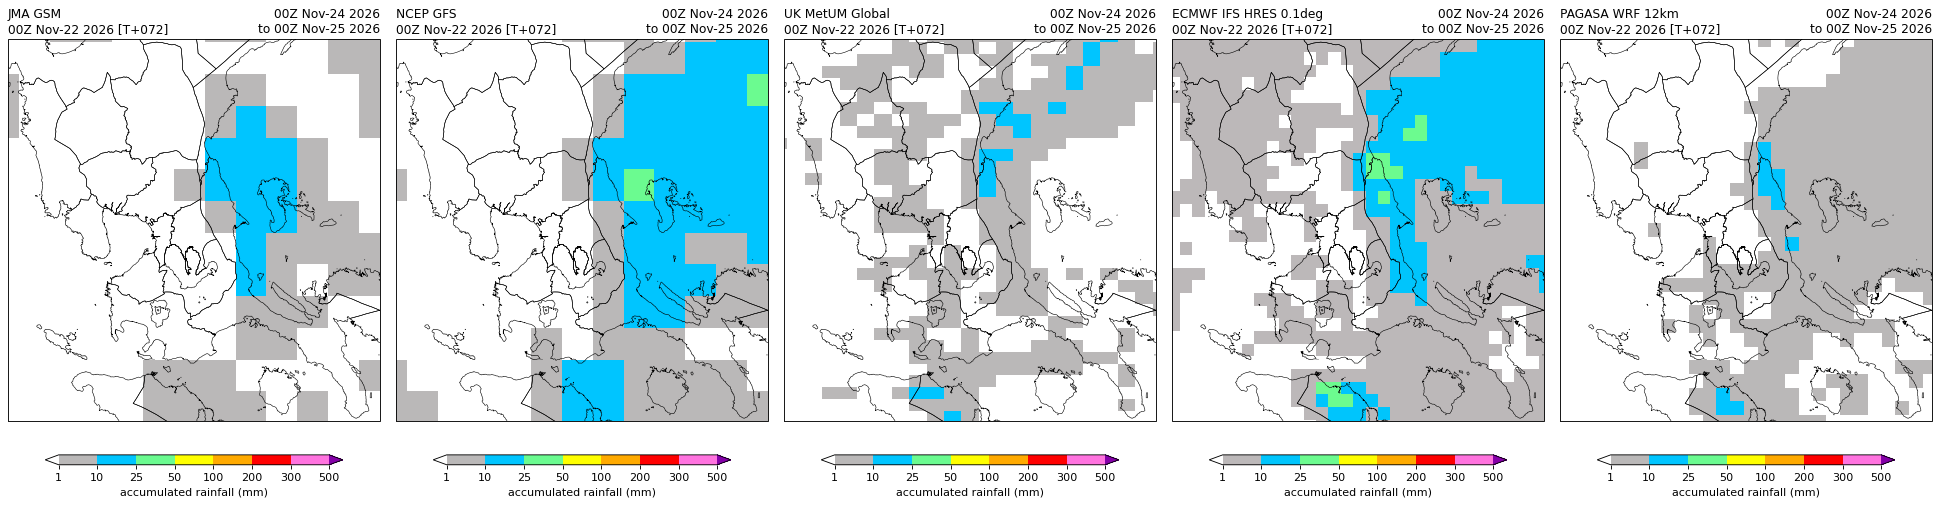 JMA GSM
00Z Nov-24 2026
00Z Nov-22 2026 [T+072]
to 00Z Nov-25 2026
NCEP GFS
00Z Nov-24 2026
00Z Nov-22 2026 [T+072]
to 00Z Nov-25 2026
UK MetUM Global
00Z Nov-24 2026
00Z Nov-22 2026 [T+072]
to 00Z Nov-25 2026
ECMWF IFS HRES 0.1deg
00Z Nov-24 2026
00Z Nov-22 2026 [T+072]
to 00Z Nov-25 2026
PAGASA WRF 12km
00Z Nov-24 2026
00Z Nov-22 2026 [T+072]
to 00Z Nov-25 2026
1 10 25 50 100 200 300 500
accumulated rainfall (mm)
1 10 25 50 100 200 300 500
accumulated rainfall (mm)
1 10 25 50 100 200 300 500
accumulated rainfall (mm)
1 10 25 50 100 200 300 500
accumulated rainfall (mm)
1 10 25 50 100 200 300 500
accumulated rainfall (mm)